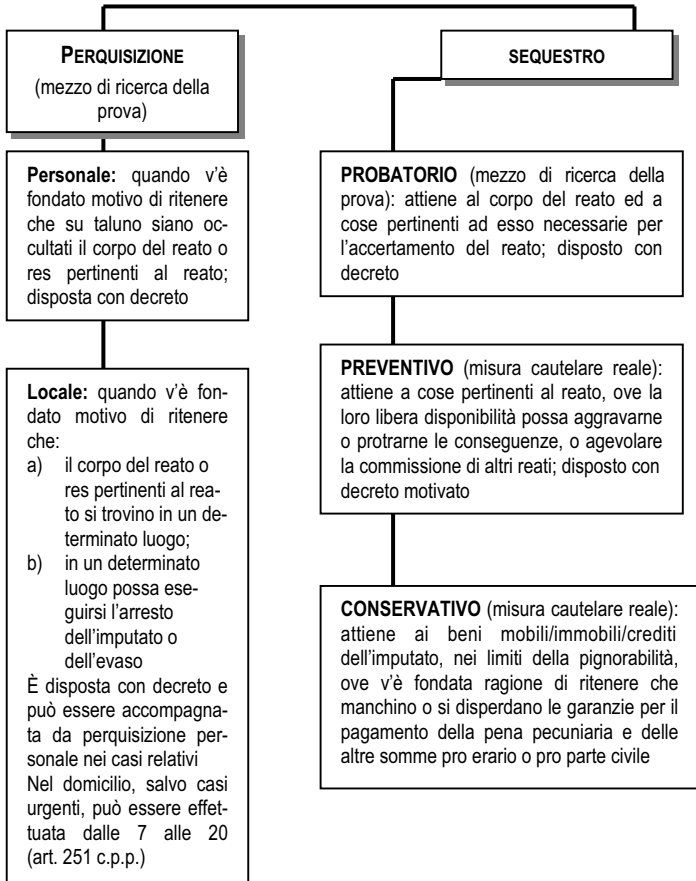 PERQUISIZIONE
(mezzo di ricerca della
prova)
Personale: quando v'è
fondato motivo di ritenere
che su taluno siano oc-
cultati il corpo del reato o
res pertinenti al reato;
disposta con decreto
Locale: quando v'è fon-
dato motivo di ritenere
che:
a) il corpo del reato o
res pertinenti al rea-
to si trovino in un de-
terminato luogo;
b) in un determinato
luogo possa ese-
guirsi l'arresto
dell'imputato o
dell'evaso
È disposta con decreto e
può essere accompagna-
ta da perquisizione per-
sonale nei casi relativi
Nel domicilio, salvo casi
urgenti, può essere effet-
tuata dalle 7 alle 20
(art. 251 c.p.p.)
SEQUESTRO
PROBATORIO (mezzo di ricerca della
prova): attiene al corpo del reato ed a
cose pertinenti ad esso necessarie per
l'accertamento del reato; disposto con
decreto
PREVENTIVO (misura cautelare reale):
attiene a cose pertinenti al reato, ove la
loro libera disponibilità possa aggravarne
o protrarne le conseguenze, o agevolare
la commissione di altri reati; disposto con
decreto motivato
CONSERVATIVO (misura cautelare reale):
attiene ai beni mobili/immobili/crediti
dell'imputato, nei limiti della pignorabilità,
ove v'è fondata ragione di ritenere che
manchino o si disperdano le garanzie per il
pagamento della pena pecuniaria e delle
altre somme pro erario o pro parte civile